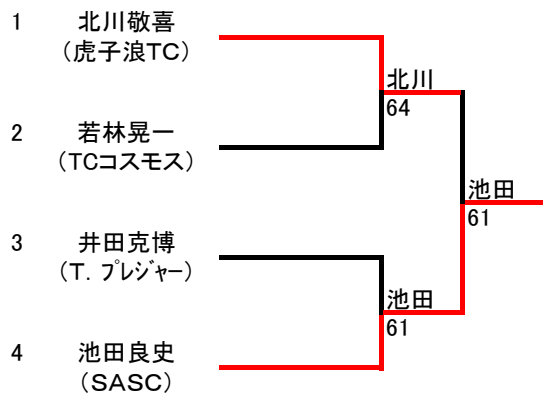 1 北川敬喜
（虎子浪TC）
北川
64
2 若林晃一
（TCコスモス）
池田
61
3 井田克博
（T．ﾌﾟﾚｼﾞｬｰ）
池田
61
4 池田良史
（SASC）